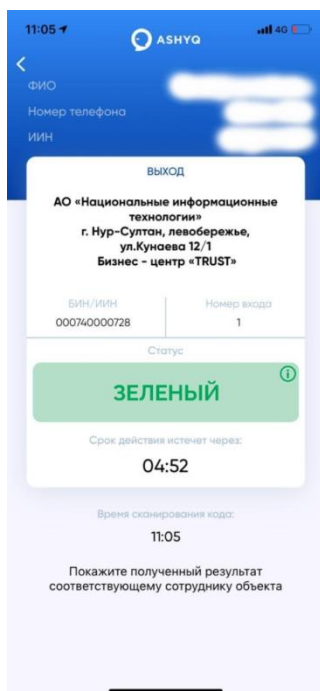 11:05
4G
ASHYQ
ФИО
Номер телефона
ИИН
ВЫХОД
АО «Национальные информационные
технологии»
г. Нур-Султан, левобережье,
ул.Кунаева 12/1
Бизнес - центр «TRUST»
БИН/ИИН
Номер входа
000740000728
1
Статус
ЗЕЛЕНЫЙ
Срок действия истечет через:
04:52
Время сканирования кода:
11:05
Покажите полученный результат
соответствующему сотруднику объекта